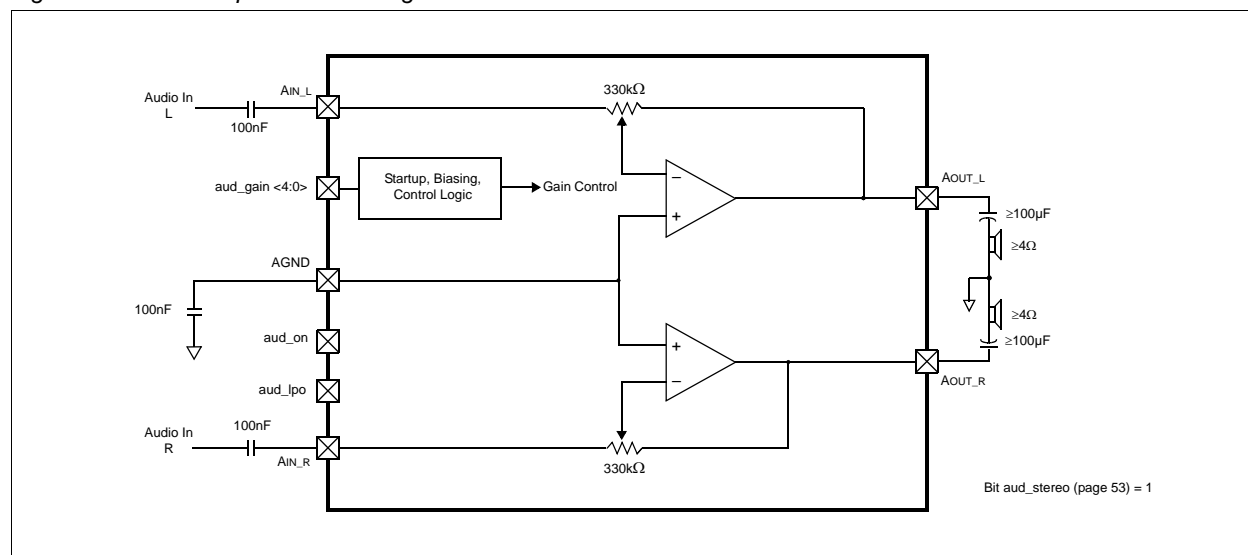 Audio In
L
100nF
AIN_L
330kΩ
aud_gain <4:0>
Startup, Biasing,
Control Logic
Gain Control
−
+
AOUT_L
≥100µF
≥4Ω
AGND
100nF
aud_on
aud_lpo
+
−
≥4Ω
≥100µF
AOUT_R
Audio In
R
100nF
AIN_R
330kΩ
Bit aud_stereo (page 53) = 1